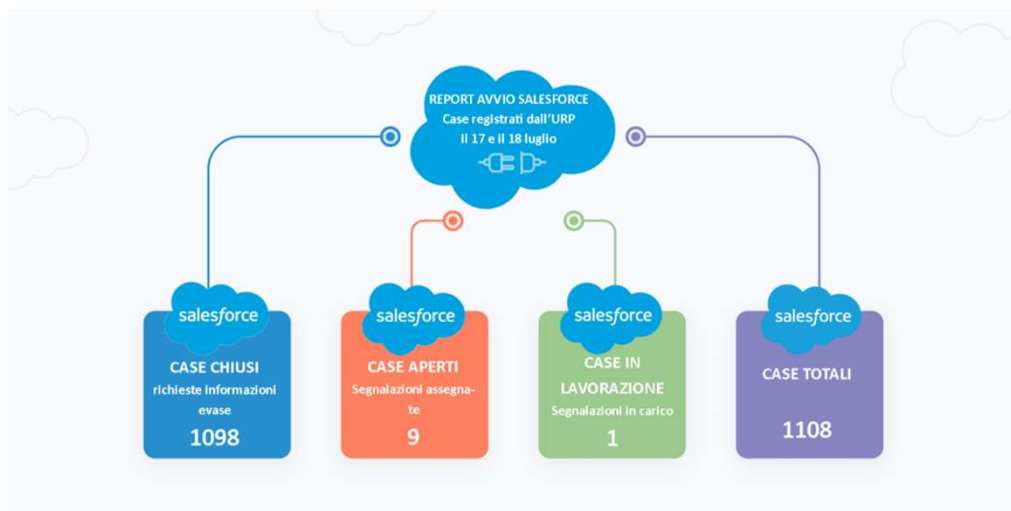 REPORT AVVIO SALESFORCE
Case registrati dall'URP
il 17 e il 18 luglio
salesforce
CASE CHIUSI
richieste informazioni
evase
1098
salesforce
CASE APERTI
Segnalazioni assegna-
te
9
salesforce
CASE IN
LAVORAZIONE
Segnalazioni in carico
1
salesforce
CASE TOTALI
1108